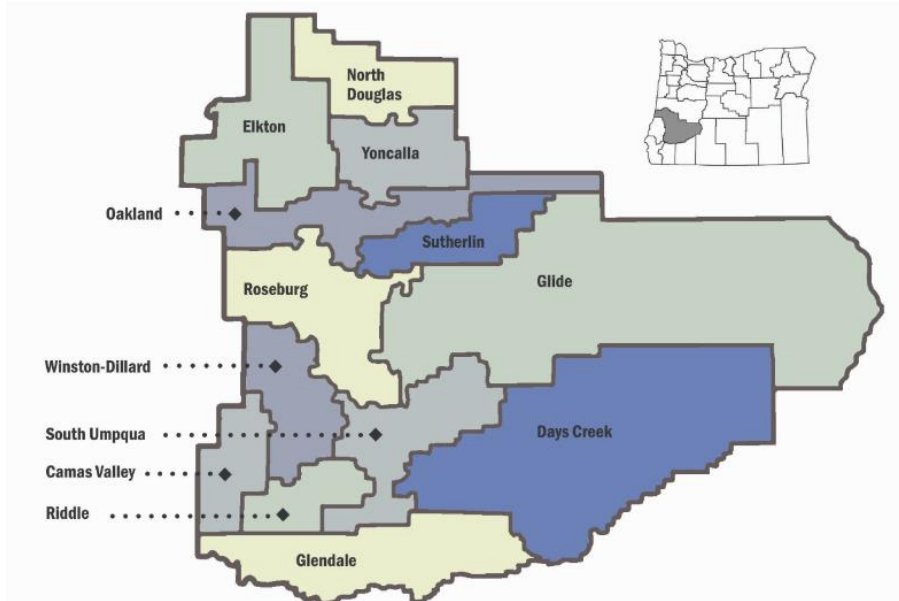 North
Douglas
Elkton
Yoncalla
Oakland
Sutherlin
Glide
Roseburg
Winston-Dillard
South Umpqua
Days Creek
Camas Valley
Riddle
Glendale